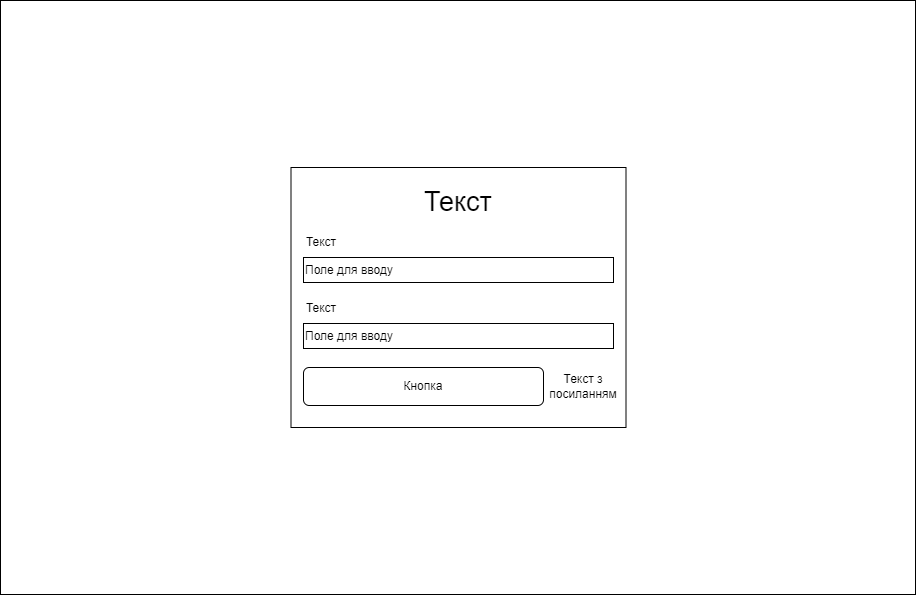 Текст
Текст
Поле для вводу
Текст
Поле для вводу
Кнопка
Текст з
посиланням